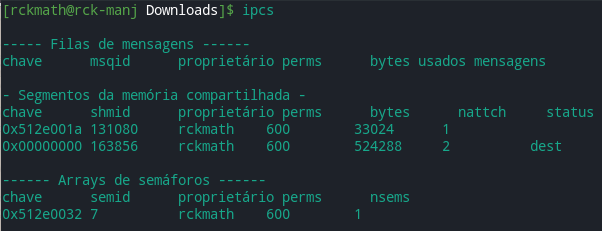 [rckmath@rck-manj Downloads]$ ipcs
----- Filas de mensagens ------
chave msqid proprietário perms bytes usados mensagens
- Segmentos da memória compartilhada -
chave shmid proprietário perms bytes nattch status
0x512e001a 131080 rckmath 600 33024 1
0x00000000 163856 rckmath 600 524288 2 dest
------ Arrays de semáforos ------
chave semid proprietário perms nsems
0x512e0032 7 rckmath 600 1